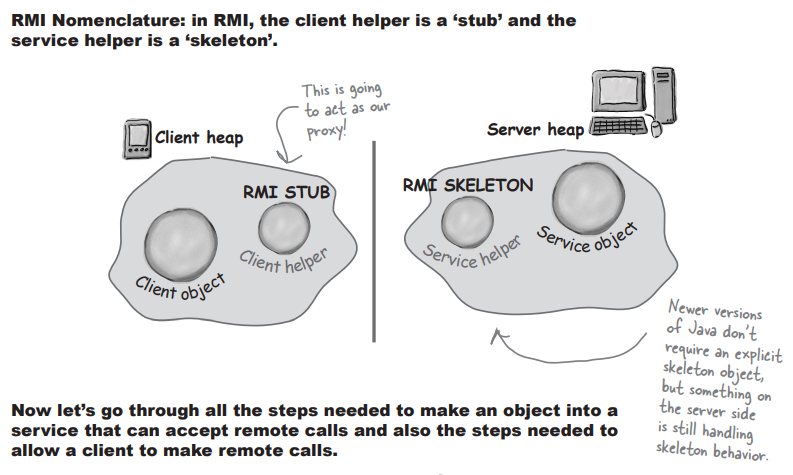 RMI Nomenclature: in RMI, the client helper is a ‘stub’ and the
service helper is a ‘skeleton’.
This is going
to act as our
proxy!
Client heap
Server heap
RMI STUB
Client helper
Client object
RMI SKELETON
Service helper
Service object
Newer versions
of Java don’t
require an explicit
skeleton object,
but something on
the server side
is still handling
skeleton behavior.
Now let’s go through all the steps needed to make an object into a
service that can accept remote calls and also the steps needed to
allow a client to make remote calls.